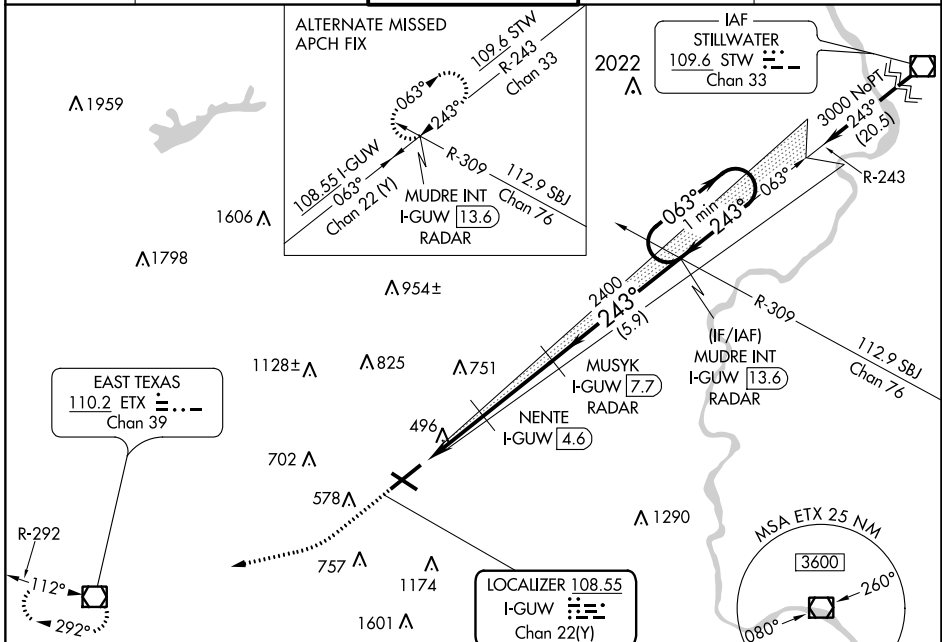 ALTERNATE MISSED
APCH FIX
109.6 STW
R-243
Chan 33
063°
243°
108.55 I-GUW
063°
Chan 22 (Y)
R-309
112.9 SBJ
Chan 76
MUDRE INT
I-GUW 13.6
RADAR
IAF
STILLWATER
109.6 STW
Chan 33
2022
1959
3000 NoPT
243°
(20.5)
R-243
063°
063°
1 min
243°
1606
1798
954±
2400
243°
(5.9)
R-309
112.9 SBJ
Chan 76
(IF/IAF)
MUDRE INT
I-GUW 13.6
RADAR
1128±
825
751
MUSYK
I-GUW 7.7
RADAR
NENTE
I-GUW 4.6
EAST TEXAS
110.2 ETX
Chan 39
496
702
578
1290
R-292
112°
292°
757
1174
1601
LOCALIZER 108.55
I-GUW
Chan 22(Y)
MSA ETX 25 NM
3600
260°
080°